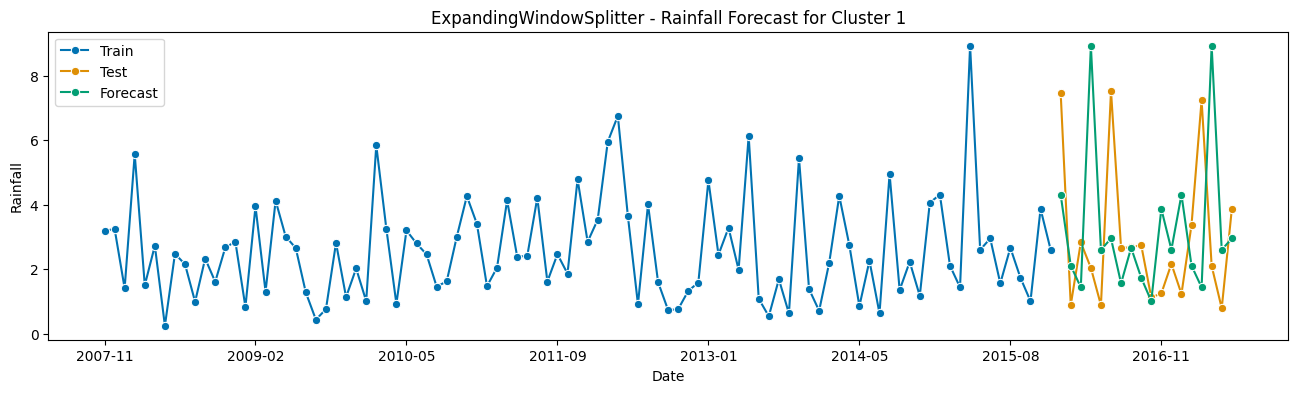 ExpandingWindowSplitter - Rainfall Forecast for Cluster 1
Train
Test
Forecast
Rainfall
8
6
4
2
0
2007-11
2009-02
2010-05
2011-09
2013-01
2014-05
2015-08
2016-11
Date